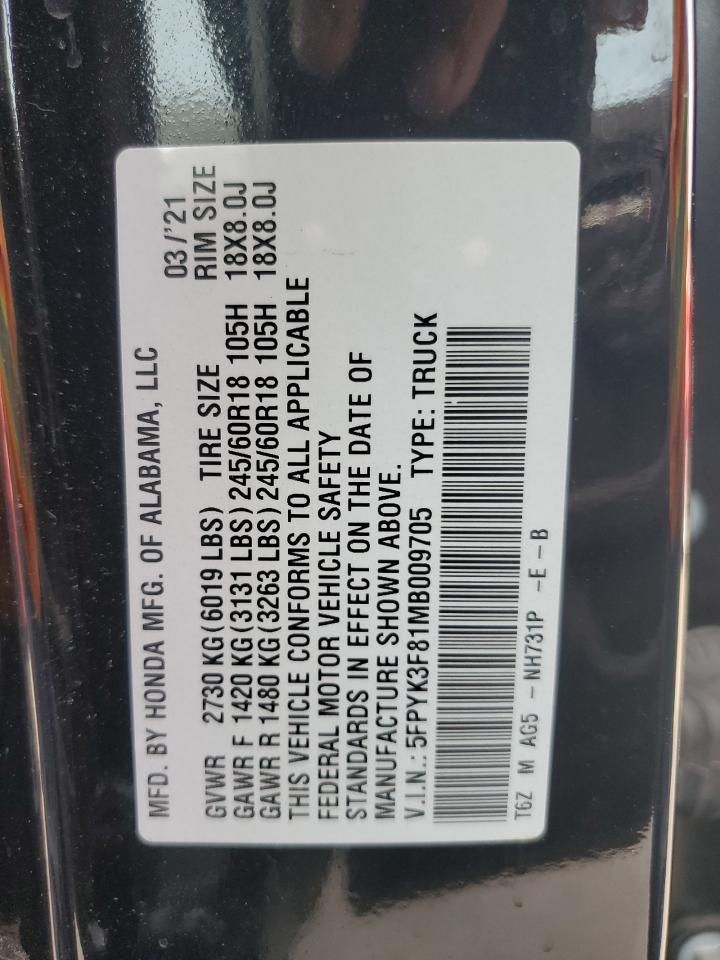 MFD. BY HONDA MFG. OF ALABAMA, LLC 03/'21
GVWR 2730 KG(6019 LBS) TIRE SIZE RIM SIZE
GAWR F 1420 KG(3131 LBS)245/60R18 105H 18X8.0J
GAWR R 1480 KG(3263 LBS)245/60R18 105H 18X8.0J
THIS VEHICLE CONFORMS TO ALL APPLICABLE
FEDERAL MOTOR VEHICLE SAFETY
STANDARDS IN EFFECT ON THE DATE OF
MANUFACTURE SHOWN ABOVE.
V.I.N.: 5FPYK3F81MB009705 TYPE: TRUCK
T6Z M AG5 -NH731P -E -B